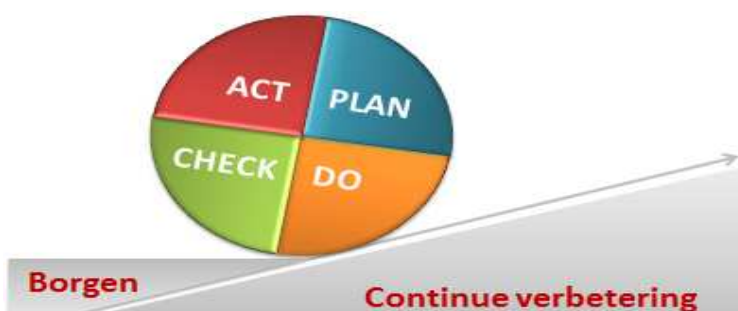 ACT
PLAN
CHECK
DO
Borgen
Continue verbetering